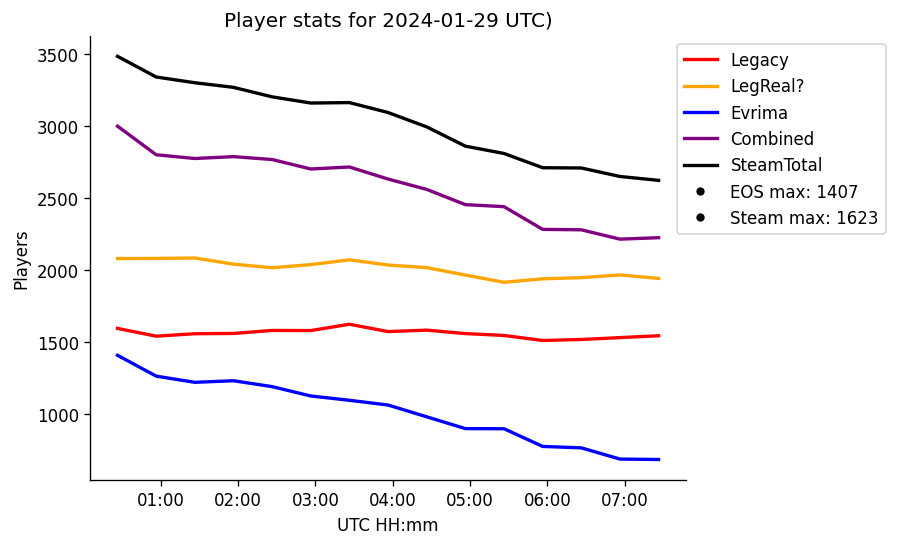 Player stats for 2024-01-29 UTC)
3500
3000
2500
2000
1500
1000
Players
01:00 02:00 03:00 04:00 05:00 06:00 07:00
UTC HH:mm
Legacy
LegReal?
Evrima
Combined
SteamTotal
EOS max: 1407
Steam max: 1623